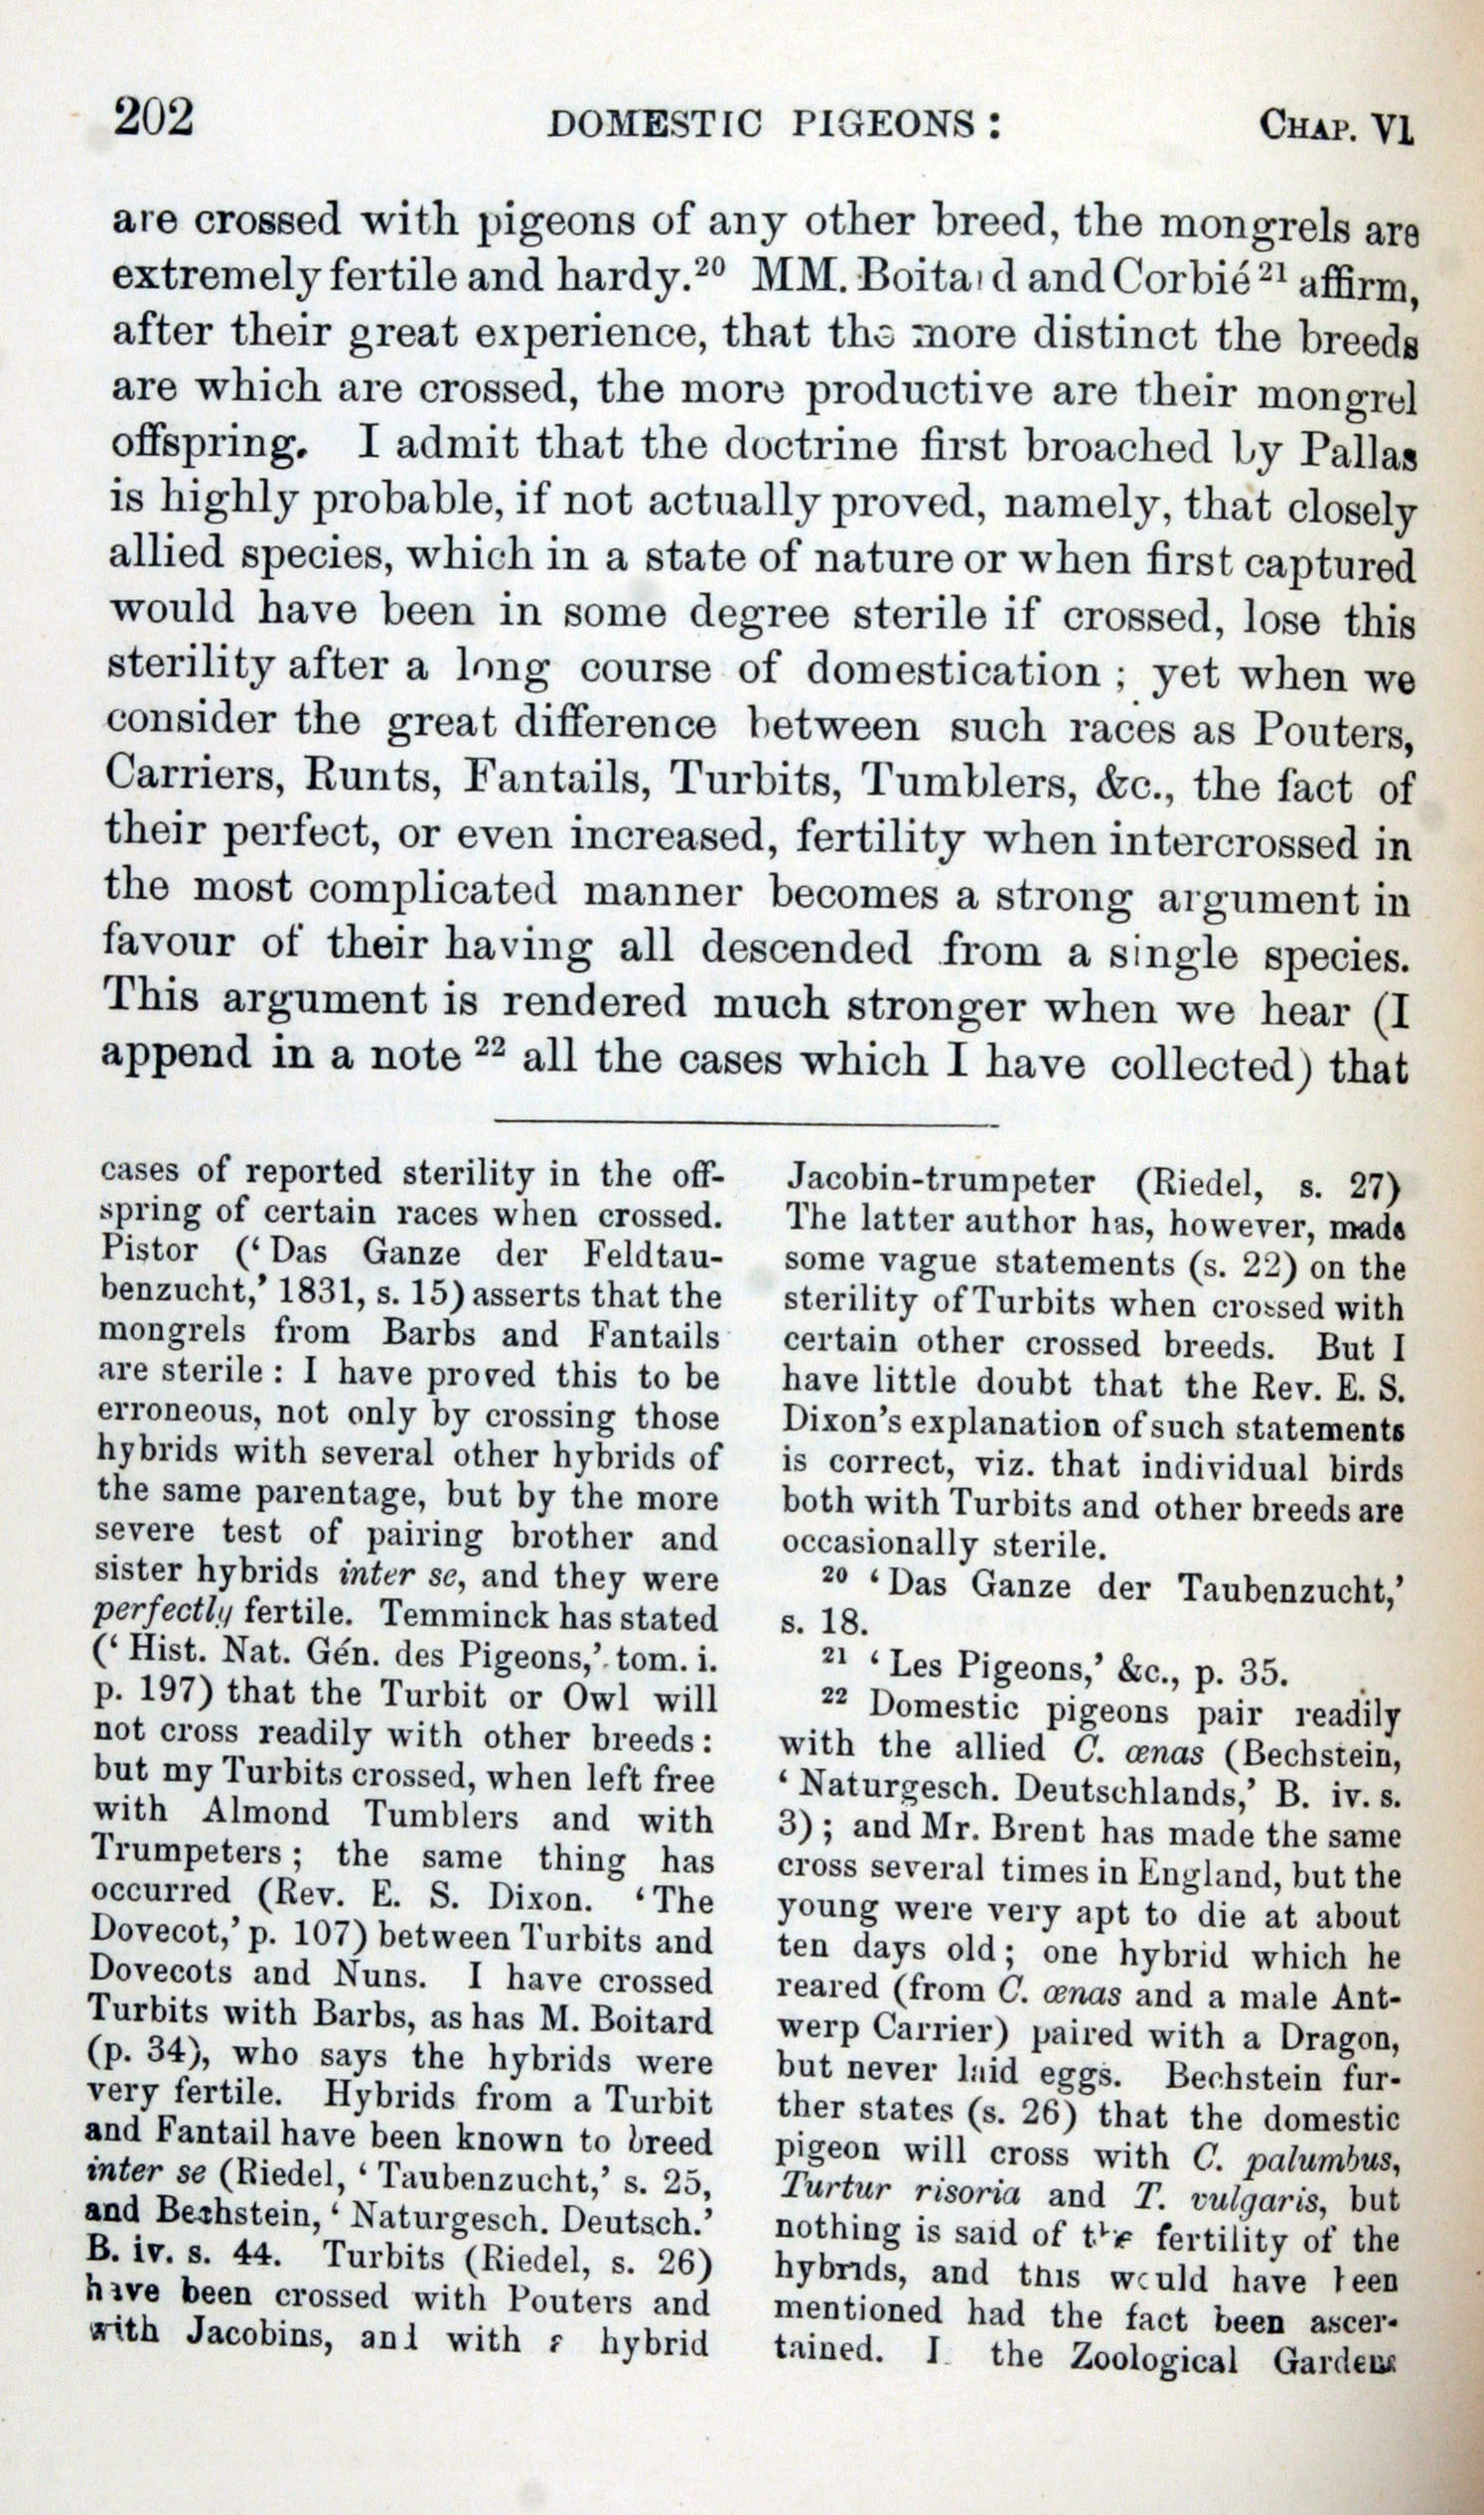 202 DOMESTIC PIGEONS: CHAP. VI
are crossed with pigeons of any other breed, the mongrels are
extremely fertile and hardy.20 MM. Boitard and Corbié 21 affirm,
after their great experience, that the more distinct the breeds
are which are crossed, the more productive are their mongrel
offspring. I admit that the doctrine first broached by Pallas
is highly probable, if not actually proved, namely, that closely
allied species, which in a state of nature or when first captured
would have been in some degree sterile if crossed, lose this
sterility after a long course of domestication; yet when we
consider the great difference between such races as Pouters,
Carriers, Runts, Fantails, Turbits, Tumblers, &c., the fact of
their perfect, or even increased, fertility when intercrossed in
the most complicated manner becomes a strong argument in
favour of their having all descended from a single species.
This argument is rendered much stronger when we hear (I
append in a note 22 all the cases which I have collected) that
cases of reported sterility in the off-
spring of certain races when crossed.
Pistor ('Das Ganze der Feldtau-
benzucht,' 1831, s. 15) asserts that the
mongrels from Barbs and Fantails
are sterile: I have proved this to be
erroneous, not only by crossing those
hybrids with several other hybrids of
the same parentage, but by the more
severe test of pairing brother and
sister hybrids inter se, and they were
perfectly fertile. Temminck has stated
('Hist. Nat. Gén. des Pigeons,' tom. i.
p. 197) that the Turbit or Owl will
not cross readily with other breeds:
but my Turbits crossed, when left free
with Almond Tumblers and with
Trumpeters; the same thing has
occurred (Rev. E. S. Dixon. 'The
Dovecot,' p. 107) between Turbits and
Dovecots and Nuns. I have crossed
Turbits with Barbs, as has M. Boitard
(p. 34), who says the hybrids were
very fertile. Hybrids from a Turbit
and Fantail have been known to breed
inter se (Riedel, 'Taubenzucht,' s. 25,
and Bechstein, 'Naturgesch. Deutsch.'
B. iv. s. 44. Turbits (Riedel, s. 26)
have been crossed with Pouters and
with Jacobins, and with a hybrid
Jacobin-trumpeter (Riedel, s. 27)
The latter author has, however, made
some vague statements (s. 22) on the
sterility of Turbits when crossed with
certain other crossed breeds. But I
have little doubt that the Rev. E. S.
Dixon's explanation of such statements
is correct, viz. that individual birds
both with Turbits and other breeds are
occasionally sterile.
20 'Das Ganze der Taubenzucht,'
s. 18.
21 'Les Pigeons,' &c., p. 35.
22 Domestic pigeons pair readily
with the allied C. œnas (Bechstein,
'Naturgesch. Deutschlands,' B. iv. s.
3); and Mr. Brent has made the same
cross several times in England, but the
young were very apt to die at about
ten days old; one hybrid which he
reared (from C. œnas and a male Ant-
werp Carrier) paired with a Dragon,
but never laid eggs. Bechstein fur-
ther states (s. 26) that the domestic
pigeon will cross with C. palumbus,
Turtur risoria and T. vulgaris, but
nothing is said of the fertility of the
hybrids, and this would have been
mentioned had the fact been ascer-
tained. I the Zoological Gardens